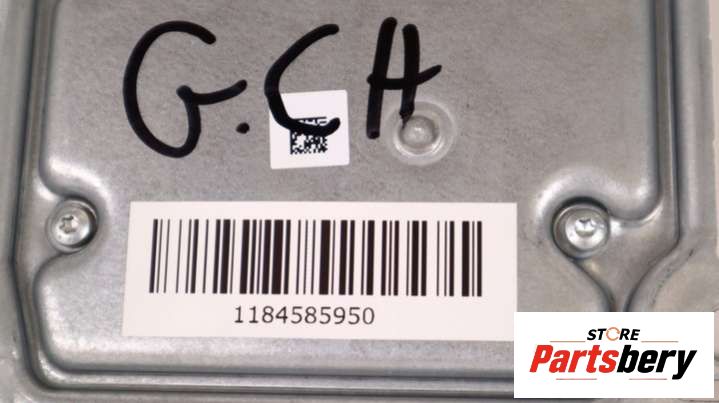 G.CH
1184585950
STORE
Partsbery